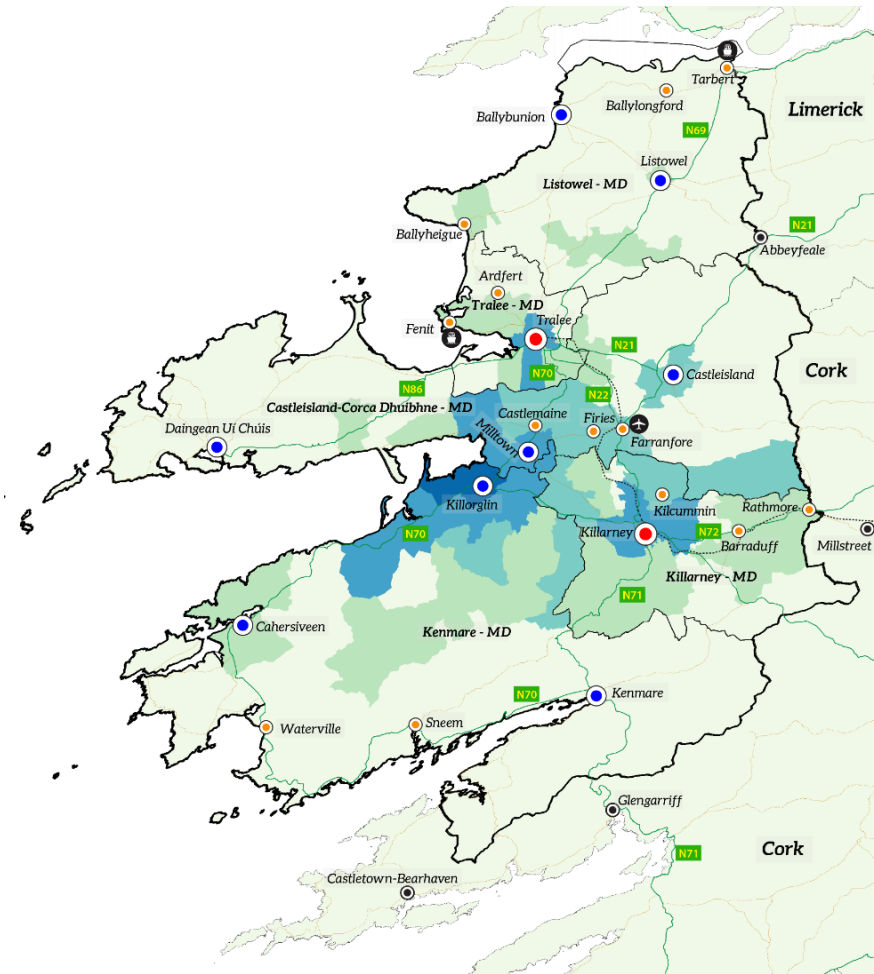 Tarbert
Ballylongford
Limerick
Ballybunion
N69
Listowel
Listowel - MD
N21
Ballyheigue
Abbeyfeale
Ardfert
Tralee - MD
Fenit
Tralee
N21
Cork
N70
Castleisland
N86
N22
Castleisland-Corca Dhuibhne - MD
Castlemaine
Firies
Daingean Uí Chúis
Milltown
Farranfore
Killorglin
Kilcummin
Rathmore
N70
Killarney
N72
Barraduff
Millstreet
Killarney - MD
N71
Cahersiveen
Kenmare - MD
N70
Kenmare
Waterville
Sneem
Glengarriff
Cork
N71
Castletown-Bearhaven